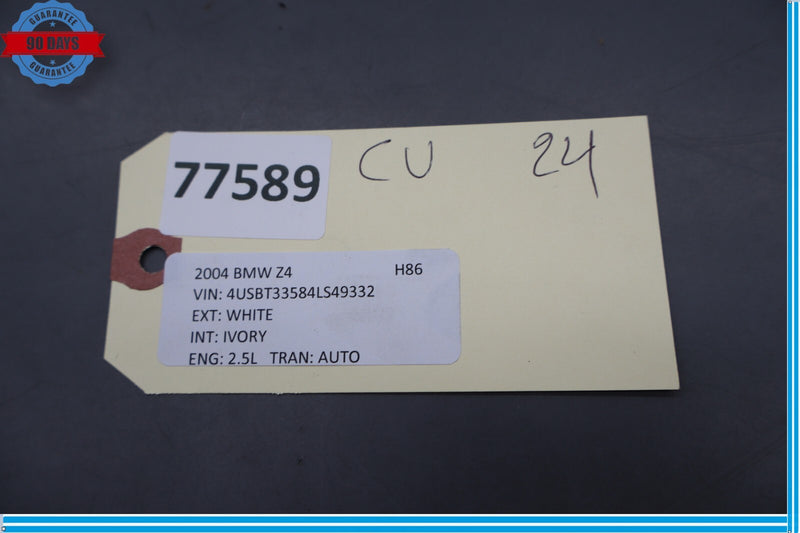 GUARANTEE
90 DAYS
GUARANTEE
77589
CU 24
2004 BMW Z4 H86
VIN: 4USBT33584LS49332
EXT: WHITE
INT: IVORY
ENG: 2.5L TRAN: AUTO